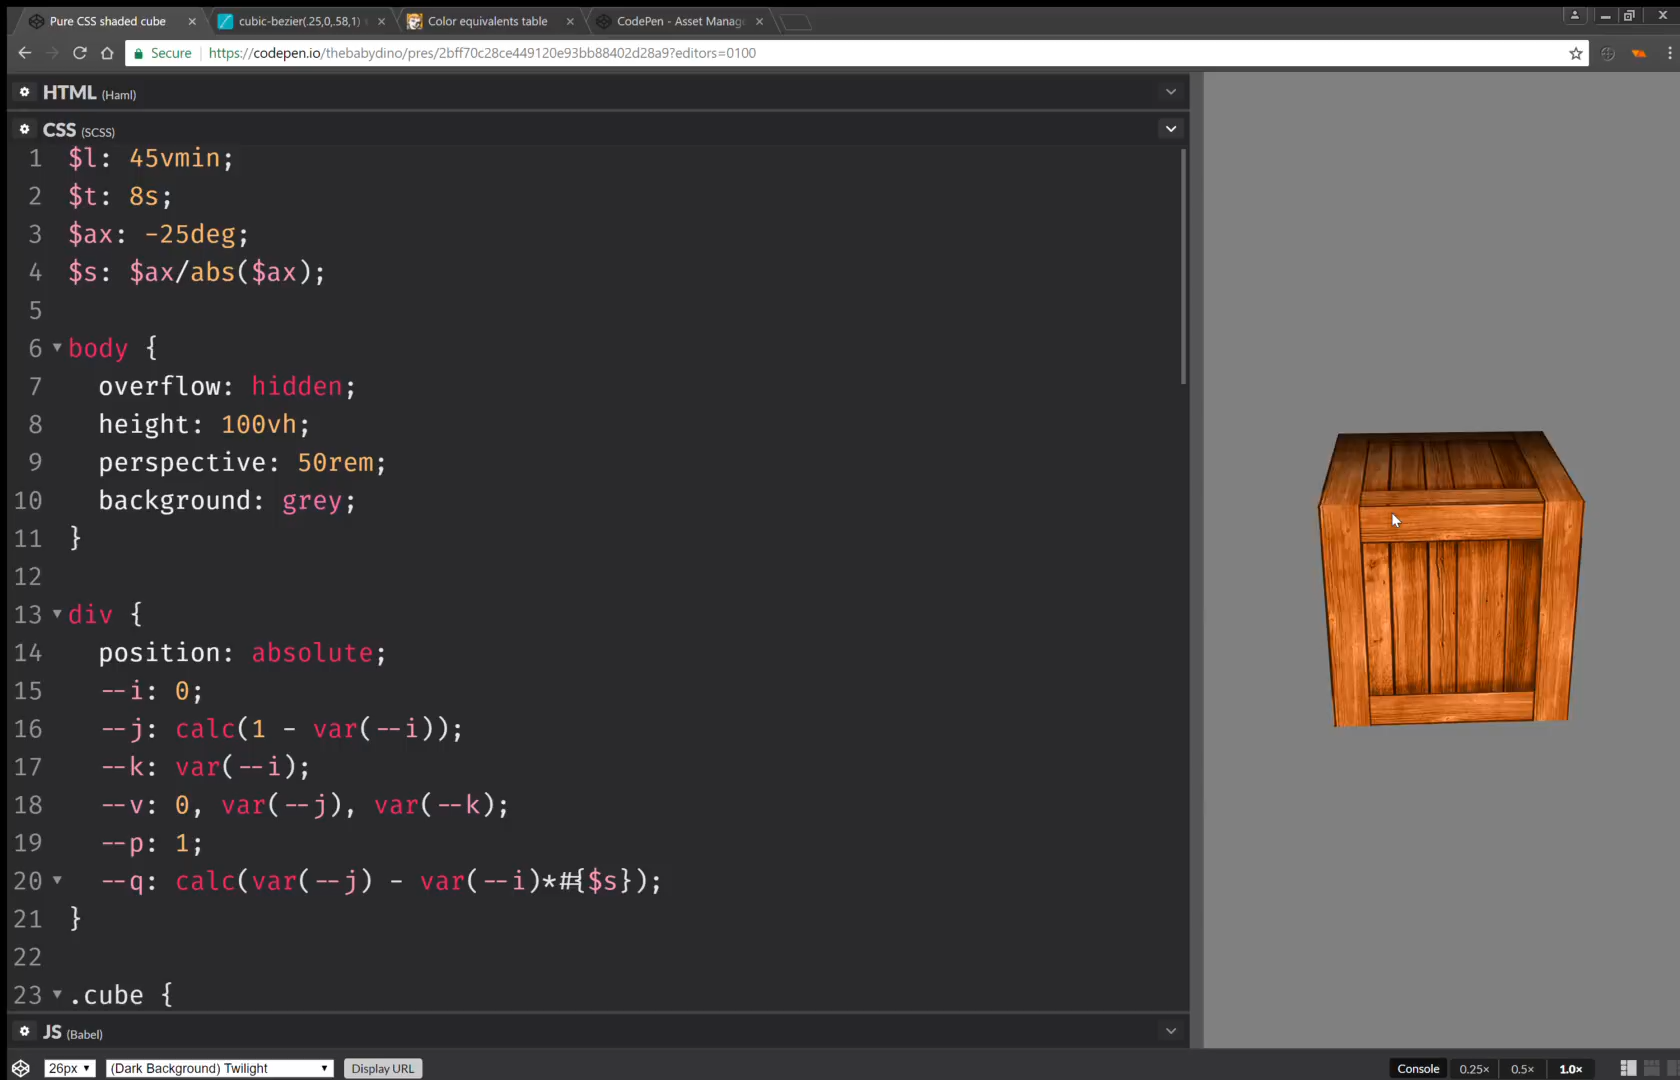 Pure CSS shaded cube
cubic-bezier(.25,0,.58,1)
Color equivalents table
CodePen - Asset Manag
Secure https://codepen.io/thebabydino/pres/2bff70c28ce449120e93bb88402d28a9?editors=0100
HTML (Haml)
CSS (SCSS)
1 $l: 45vmin;
2 $t: 8s;
3 $ax: -25deg;
4 $s: $ax/abs($ax);
5
6 body {
7 overflow: hidden;
8 height: 100vh;
9 perspective: 50rem;
10 background: grey;
11 }
12
13 div {
14 position: absolute;
15 --i: 0;
16 --j: calc(1 - var(--i));
17 --k: var(--i);
18 --v: 0, var(--j), var(--k);
19 --p: 1;
20 --q: calc(var(--j) - var(--i)*#{$s});
21 }
22
23 .cube {
JS (Babel)
26px (Dark Background) Twilight Display URL Console 0.25× 0.5× 1.0×